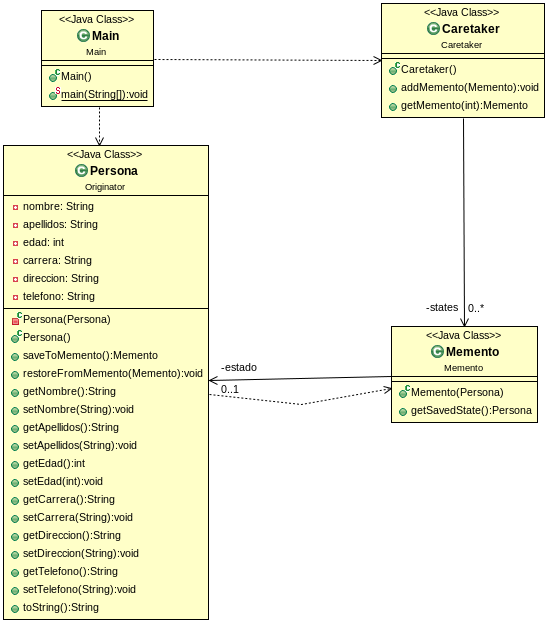 <<Java Class>>
Main
Main
Main()
main(String[]):void
<<Java Class>>
Caretaker
Caretaker
Caretaker()
addMemento(Memento):void
getMemento(int):Memento
<<Java Class>>
Persona
Originator
nombre: String
apellidos: String
edad: int
carrera: String
direccion: String
telefono: String
Persona(Persona)
Persona()
saveToMemento():Memento
restoreFromMemento(Memento):void
getNombre():String
setNombre(String):void
getApellidos():String
setApellidos(String):void
getEdad():int
setEdad(int):void
getCarrera():String
setCarrera(String):void
getDireccion():String
setDireccion(String):void
getTelefono():String
setTelefono(String):void
toString():String
-states 0..*
<<Java Class>>
Memento
Memento
Memento(Persona)
getSavedState():Persona
-estado
0..1